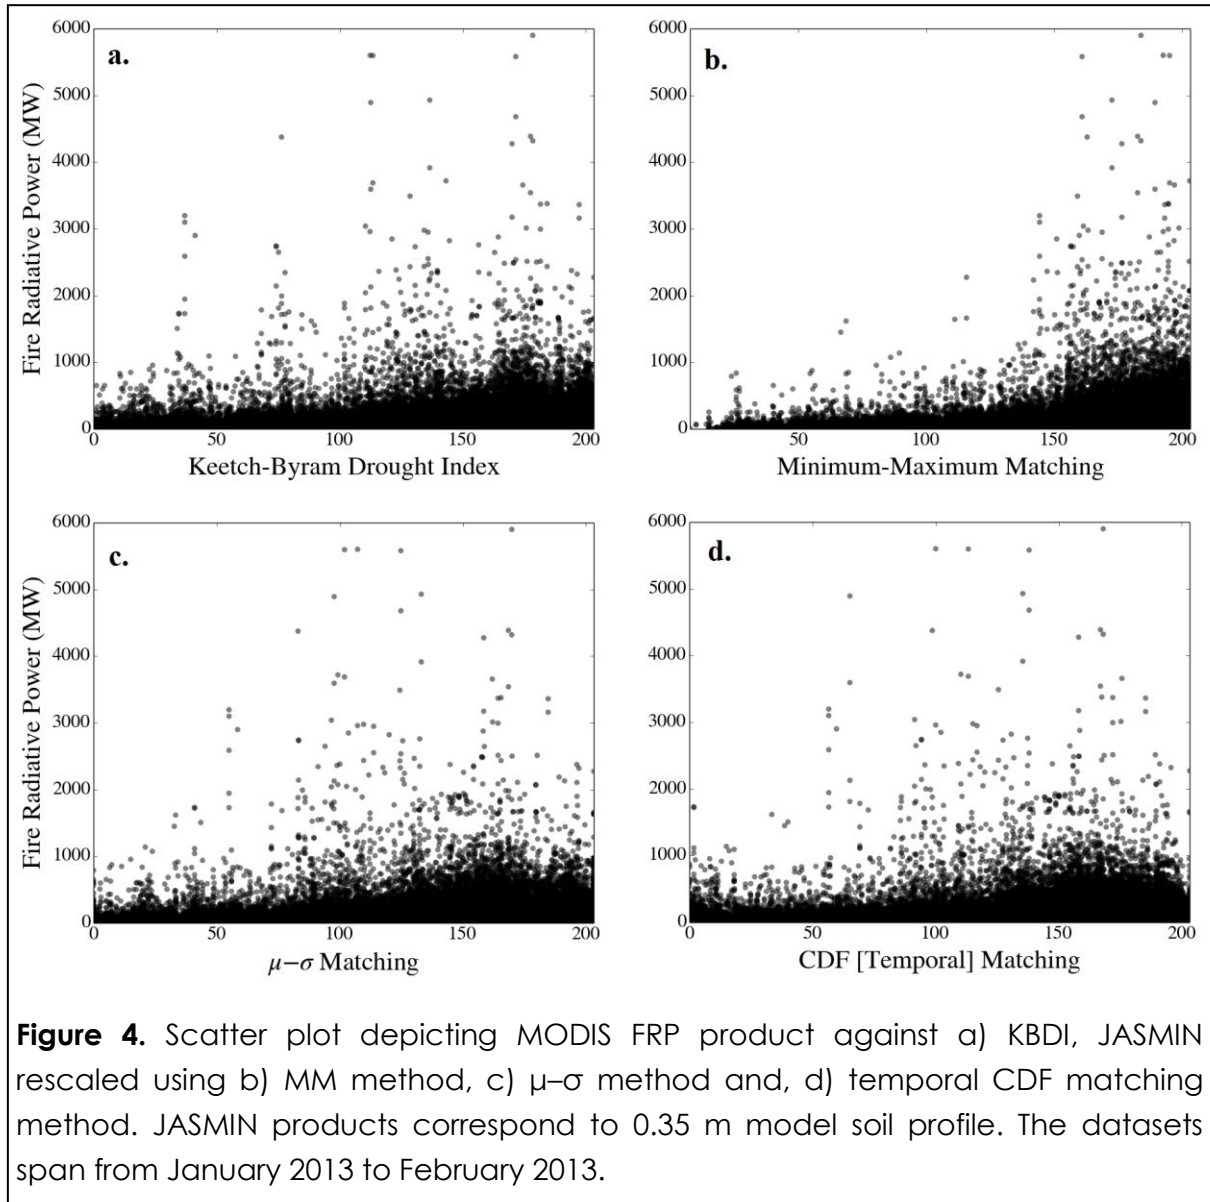 6000
5000
4000
3000
2000
1000
0
Fire Radiative Power (MW)
a.
0 50 100 150 200
Keetch-Byram Drought Index
6000
5000
4000
3000
2000
1000
0
b.
50 100 150 200
Minimum-Maximum Matching
6000
5000
4000
3000
2000
1000
0
Fire Radiative Power (MW)
c.
0 50 100 150 200
μ−σ Matching
6000
5000
4000
3000
2000
1000
0
d.
0 50 100 150 200
CDF [Temporal] Matching
Figure 4. Scatter plot depicting MODIS FRP product against a) KBDI, JASMIN
rescaled using b) MM method, c) μ–σ method and, d) temporal CDF matching
method. JASMIN products correspond to 0.35 m model soil profile. The datasets
span from January 2013 to February 2013.